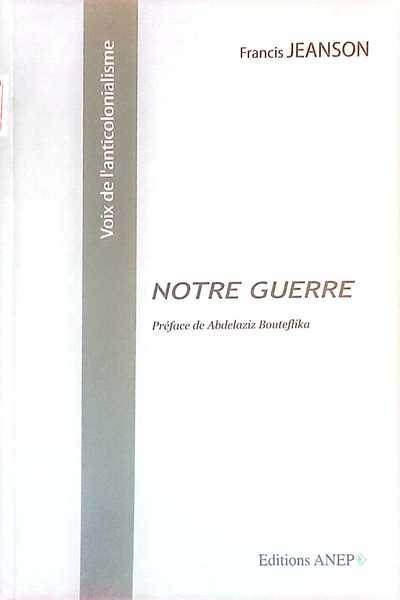 Francis JEANSON
Voix de l'anticolonialisme
NOTRE GUERRE
Préface de Abdelaziz Bouteflika
Editions ANEP